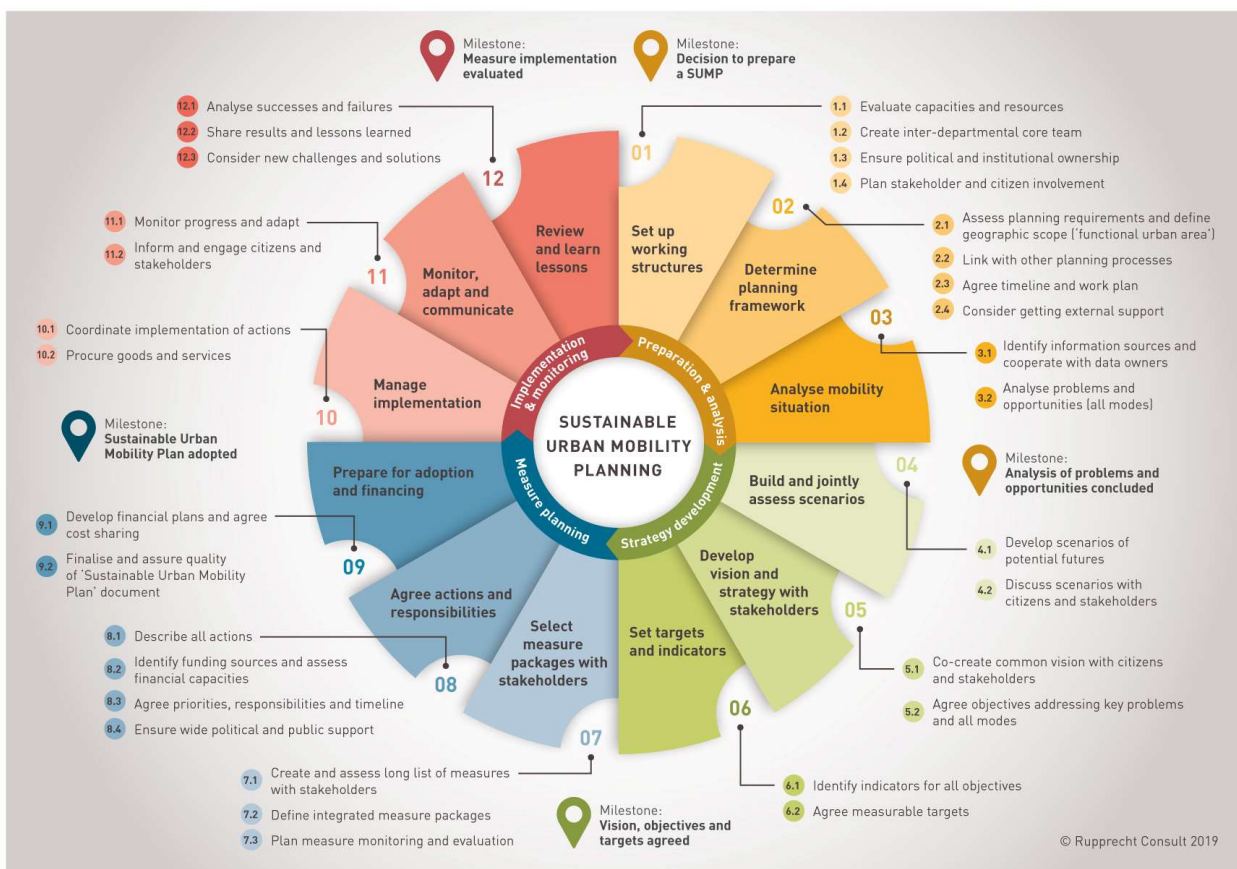 Milestone:
Measure implementation
evaluated
Milestone:
Decision to prepare
a SUMP
12.1 Analyse successes and failures
12.2 Share results and lessons learned
12.3 Consider new challenges and solutions
1.1 Evaluate capacities and resources
1.2 Create inter-departmental core team
1.3 Ensure political and institutional ownership
1.4 Plan stakeholder and citizen involvement
01
Set up
working
structures
02
Determine
planning
framework
2.1 Assess planning requirements and define
geographic scope ('functional urban area')
2.2 Link with other planning processes
2.3 Agree timeline and work plan
2.4 Consider getting external support
03
Analyse mobility
situation
3.1 Identify information sources and
cooperate with data owners
3.2 Analyse problems and
opportunities (all modes)
Milestone:
Analysis of problems and
opportunities concluded
04
Build and jointly
assess scenarios
4.1 Develop scenarios of
potential futures
4.2 Discuss scenarios with
citizens and stakeholders
05
Develop
vision and
strategy with
stakeholders
5.1 Co-create common vision with citizens
and stakeholders
5.2 Agree objectives addressing key problems
and all modes
06
Set targets
and indicators
6.1 Identify indicators for all objectives
6.2 Agree measurable targets
Milestone:
Vision, objectives and
targets agreed
07
Select
measure
packages with
stakeholders
7.1 Create and assess long list of measures
with stakeholders
7.2 Define integrated measure packages
7.3 Plan measure monitoring and evaluation
08
Agree actions and
responsibilities
8.1 Describe all actions
8.2 Identify funding sources and assess
financial capacities
8.3 Agree priorities, responsibilities and timeline
8.4 Ensure wide political and public support
09
Prepare for adoption
and financing
9.1 Develop financial plans and agree
cost sharing
9.2 Finalise and assure quality
of 'Sustainable Urban Mobility
Plan' document
Milestone:
Sustainable Urban
Mobility Plan adopted
10
Manage
implementation
10.1 Coordinate implementation of actions
10.2 Procure goods and services
11
Monitor,
adapt and
communicate
11.1 Monitor progress and adapt
11.2 Inform and engage citizens and
stakeholders
12
Review
and learn
lessons
Implementation
& monitoring
Preparation & analysis
Strategy development
Measure planning
SUSTAINABLE
URBAN MOBILITY
PLANNING
© Rupprecht Consult 2019